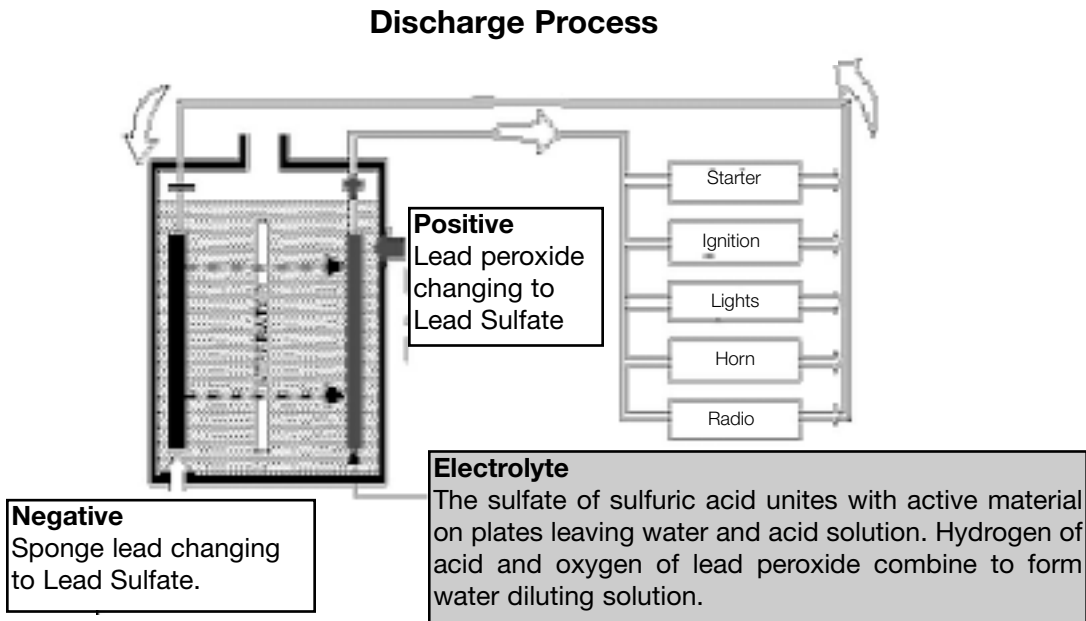 Discharge Process
Starter
Ignition
Lights
Horn
Radio
Positive
Lead peroxide
changing to
Lead Sulfate
Negative
Sponge lead changing
to Lead Sulfate.
Electrolyte
The sulfate of sulfuric acid unites with active material
on plates leaving water and acid solution. Hydrogen of
acid and oxygen of lead peroxide combine to form
water diluting solution.